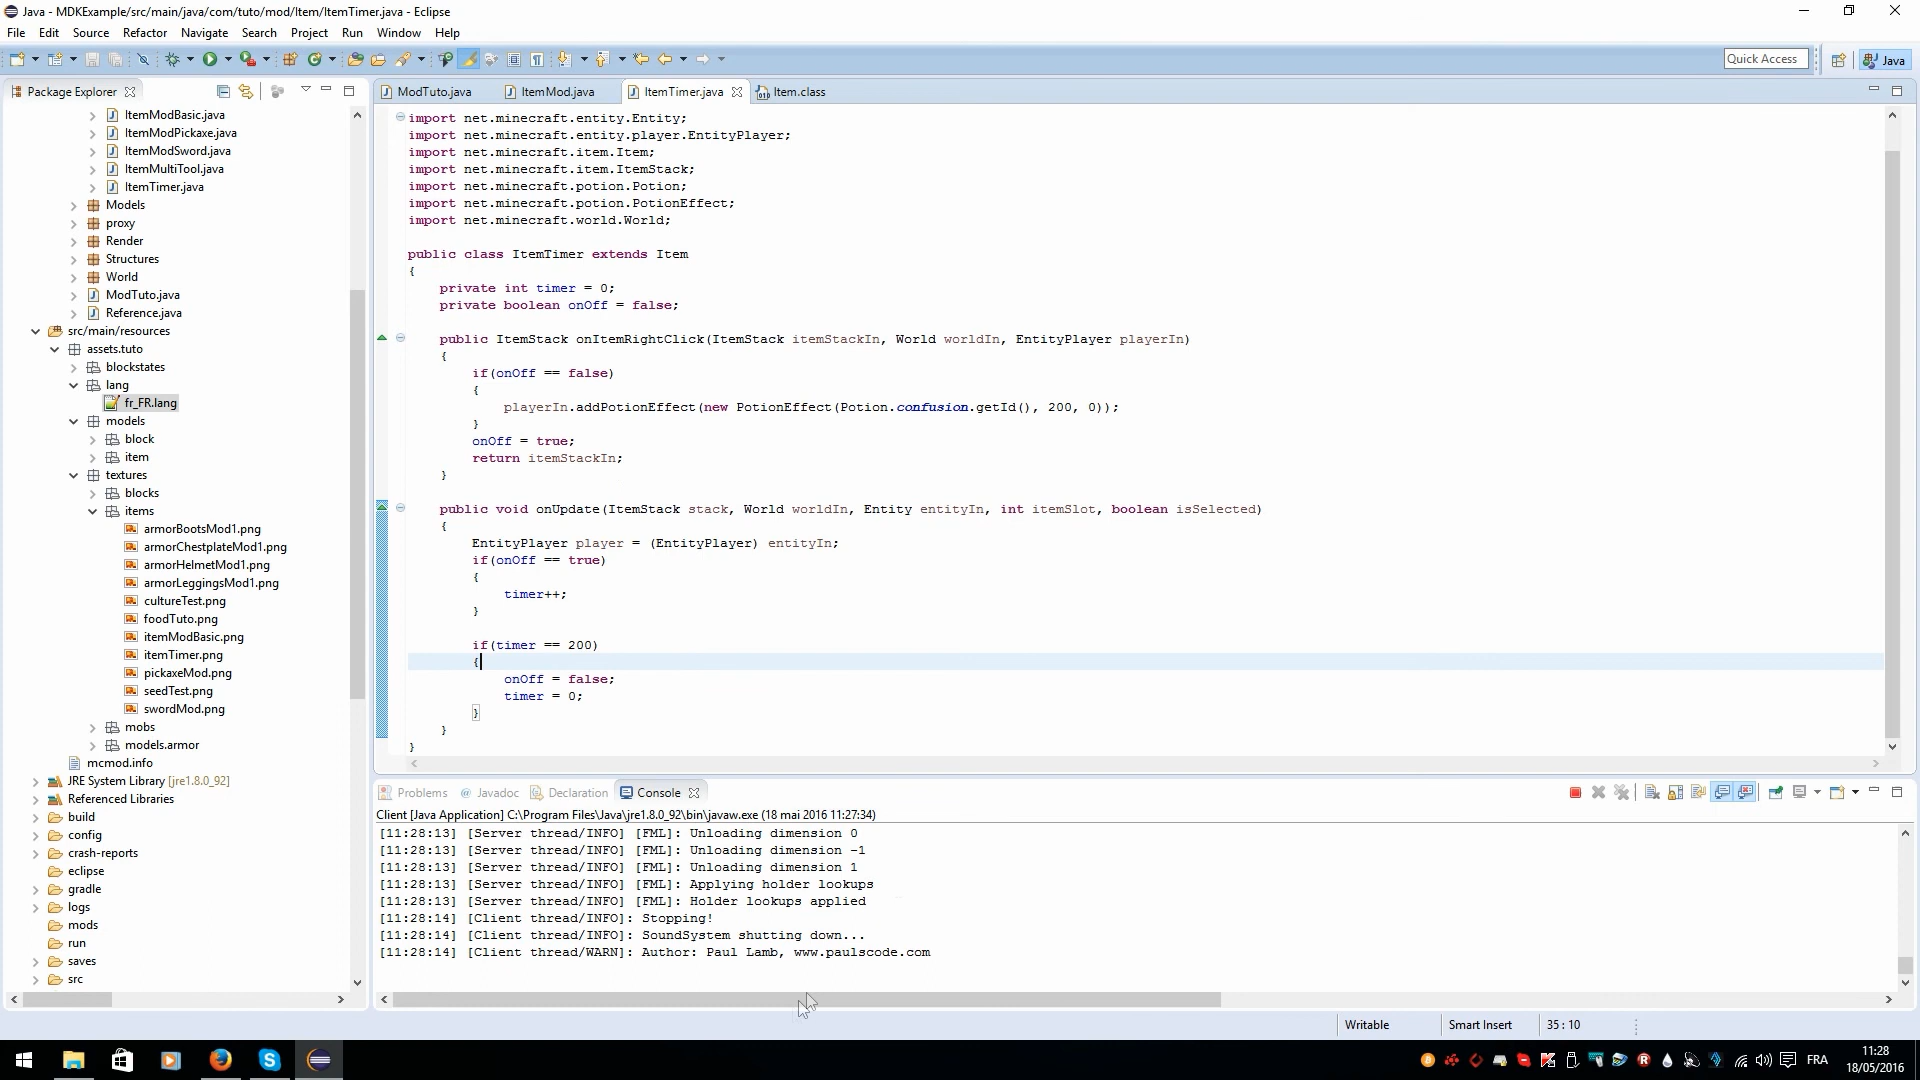 Java - MDKExample/src/main/java/com/tuto/mod/Item/ItemTimer.java - Eclipse
File Edit Source Refactor Navigate Search Project Run Window Help
Quick Access
Java
Package Explorer
ItemModBasic.java
ItemModPickaxe.java
ItemModSword.java
ItemMultiTool.java
ItemTimer.java
Models
proxy
Render
Structures
World
ModTuto.java
Reference.java
src/main/resources
assets.tuto
blockstates
lang
fr_FR.lang
models
block
item
textures
blocks
items
armorBootsMod1.png
armorChestplateMod1.png
armorHelmetMod1.png
armorLeggingsMod1.png
cultureTest.png
foodTuto.png
itemModBasic.png
itemTimer.png
pickaxeMod.png
seedTest.png
swordMod.png
mobs
models.armor
mcmod.info
JRE System Library [jre1.8.0_92]
Referenced Libraries
build
config
crash-reports
eclipse
gradle
logs
mods
run
saves
src
ModTuto.java ItemMod.java ItemTimer.java Item.class
import net.minecraft.entity.Entity;
import net.minecraft.entity.player.EntityPlayer;
import net.minecraft.item.Item;
import net.minecraft.item.ItemStack;
import net.minecraft.potion.Potion;
import net.minecraft.potion.PotionEffect;
import net.minecraft.world.World;
public class ItemTimer extends Item
{
private int timer = 0;
private boolean onOff = false;
public ItemStack onItemRightClick(ItemStack itemStackIn, World worldIn, EntityPlayer playerIn)
{
if(onOff == false)
{
playerIn.addPotionEffect(new PotionEffect(Potion.confusion.getId(), 200, 0));
}
onOff = true;
return itemStackIn;
}
public void onUpdate(ItemStack stack, World worldIn, Entity entityIn, int itemSlot, boolean isSelected)
{
EntityPlayer player = (EntityPlayer) entityIn;
if(onOff == true)
{
timer++;
}
if(timer == 200)
{
onOff = false;
timer = 0;
}
}
}
Problems Javadoc Declaration Console
Client [Java Application] C:\Program Files\Java\jre1.8.0_92\bin\javaw.exe (18 mai 2016 11:27:34)
[11:28:13] [Server thread/INFO] [FML]: Unloading dimension 0
[11:28:13] [Server thread/INFO] [FML]: Unloading dimension -1
[11:28:13] [Server thread/INFO] [FML]: Unloading dimension 1
[11:28:13] [Server thread/INFO] [FML]: Applying holder lookups
[11:28:13] [Server thread/INFO] [FML]: Holder lookups applied
[11:28:14] [Client thread/INFO]: Stopping!
[11:28:14] [Client thread/INFO]: SoundSystem shutting down...
[11:28:14] [Client thread/WARN]: Author: Paul Lamb, www.paulscode.com
Writable Smart Insert 35 : 10
FRA
11:28
18/05/2016